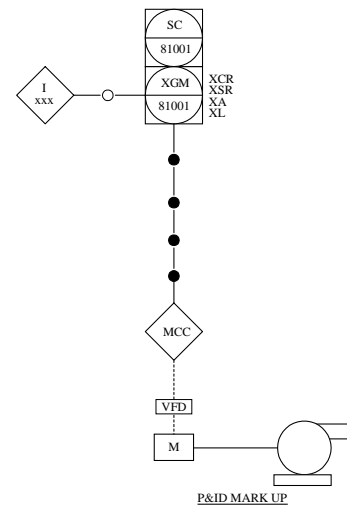 SC
81001
XGM
81001
XCR
XSR
XA
XL
I
xxx
MCC
VFD
M
P&ID MARK UP